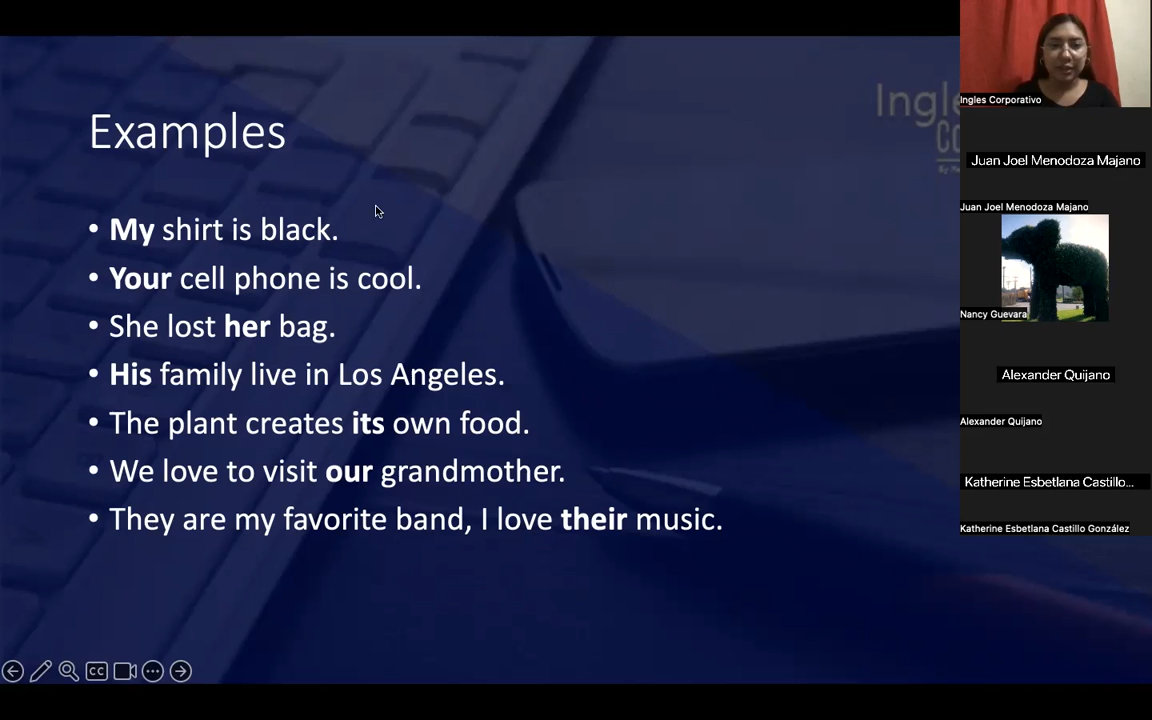 Examples
• My shirt is black.
• Your cell phone is cool.
• She lost her bag.
• His family live in Los Angeles.
• The plant creates its own food.
• We love to visit our grandmother.
• They are my favorite band, I love their music.
Ingles Corporativo
Juan Joel Menodoza Majano
Juan Joel Menodoza Majano
Nancy Guevara
Alexander Quijano
Alexander Quijano
Katherine Esbetlana Castillo...
Katherine Esbetlana Castillo González
CC